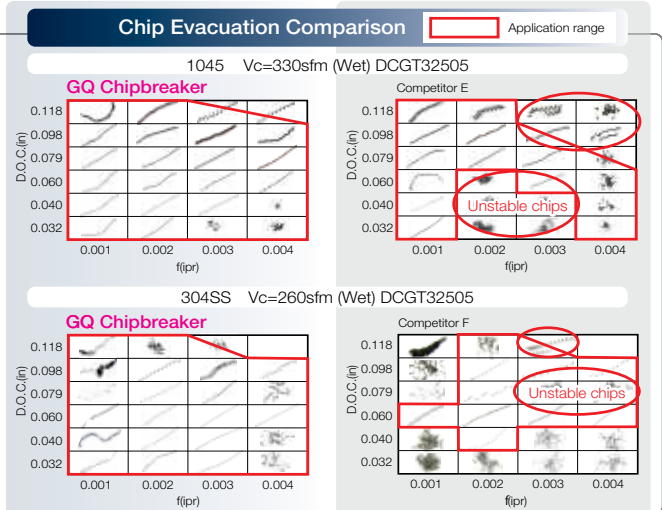 Chip Evacuation Comparison
Application range
1045 Vc=330sfm (Wet) DCGT32505
GQ Chipbreaker
D.O.C.(in)
0.118
0.098
0.079
0.060
0.040
0.032
0.001 0.002 0.003 0.004
f(ipr)
Competitor E
D.O.C.(in)
0.118
0.098
0.079
0.060
0.040
0.032
Unstable chips
0.001 0.002 0.003 0.004
f(ipr)
304SS Vc=260sfm (Wet) DCGT32505
GQ Chipbreaker
D.O.C.(in)
0.118
0.098
0.079
0.060
0.040
0.032
0.001 0.002 0.003 0.004
f(ipr)
Competitor F
D.O.C.(in)
0.118
0.098
0.079
0.060
0.040
0.032
Unstable chips
0.001 0.002 0.003 0.004
f(ipr)